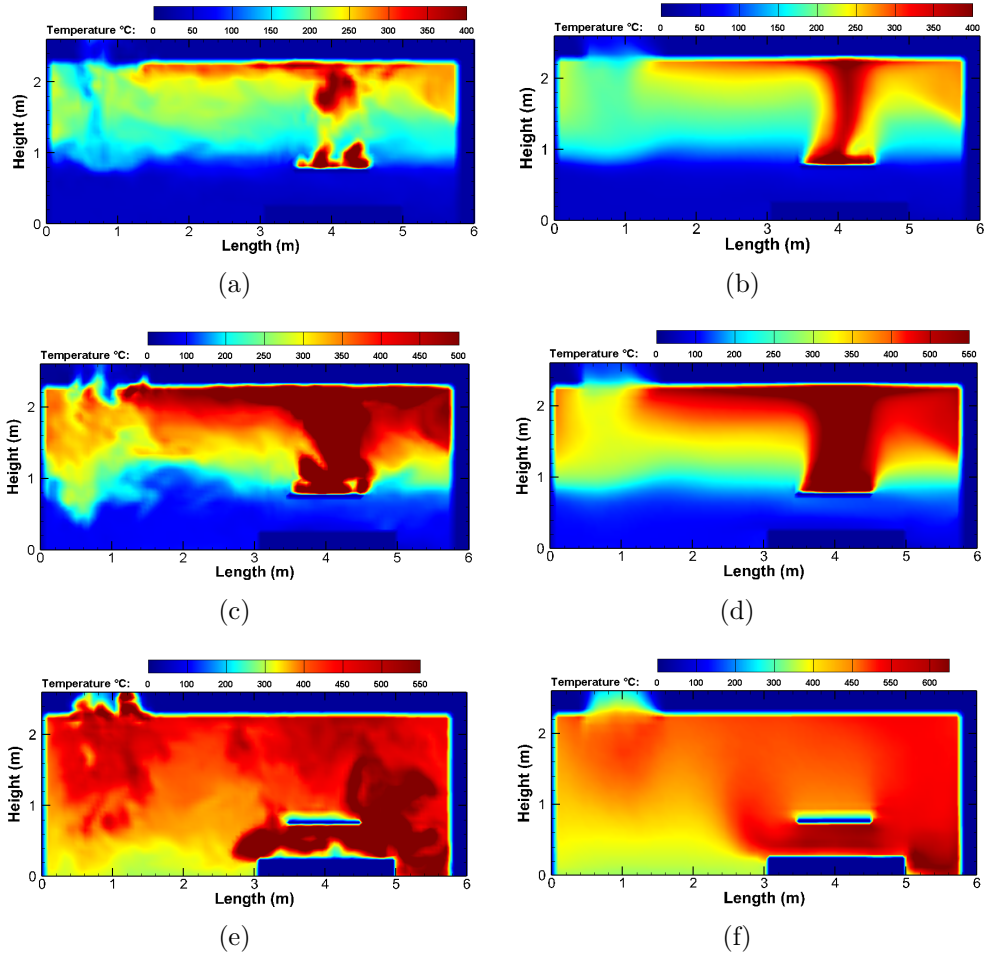 Temperature °C: 0 50 100 150 200 250 300 350 400
Height (m)
2
1
0
0 1 2 3 4 5 6
Length (m)
(a)
Temperature °C: 0 50 100 150 200 250 300 350 400
Height (m)
2
1
0
0 1 2 3 4 5 6
Length (m)
(b)
Temperature °C: 0 100 200 250 300 350 400 450 500
Height (m)
2
1
0
0 1 2 3 4 5 6
Length (m)
(c)
Temperature °C: 0 100 200 300 350 400 550
Height (m)
2
1
0
0 1 2 3 4 5 6
Length (m)
(d)
Temperature °C: 0 100 200 300 400 450 550
Height (m)
2
1
0
0 1 2 3 4 5 6
Length (m)
(e)
Temperature °C: 0 100 200 300 400 450 550 600
Height (m)
2
1
0
0 1 2 3 4 5 6
Length (m)
(f)